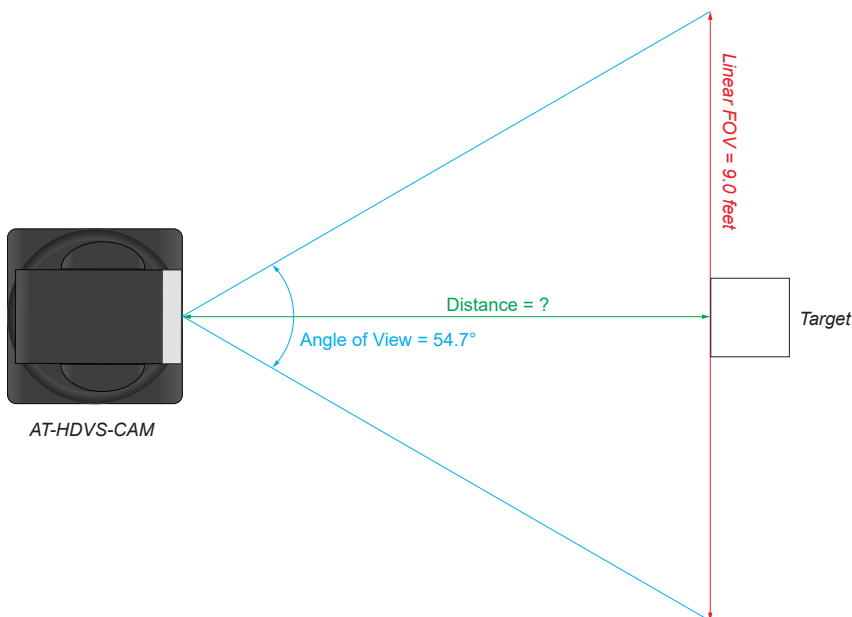 Linear FOV = 9.0 feet
Distance = ?
Target
Angle of View = 54.7°
AT-HDVS-CAM